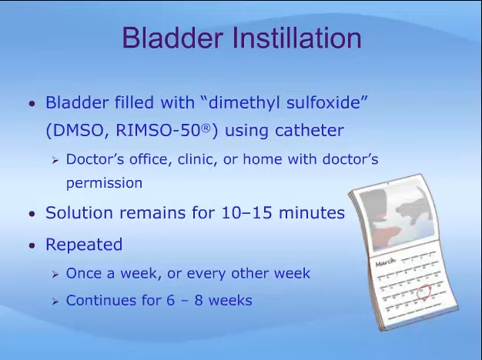 Bladder Instillation
• Bladder filled with “dimethyl sulfoxide”
(DMSO, RIMSO-50®) using catheter
➢ Doctor’s office, clinic, or home with doctor’s
permission
• Solution remains for 10–15 minutes
• Repeated
➢ Once a week, or every other week
➢ Continues for 6 – 8 weeks
March